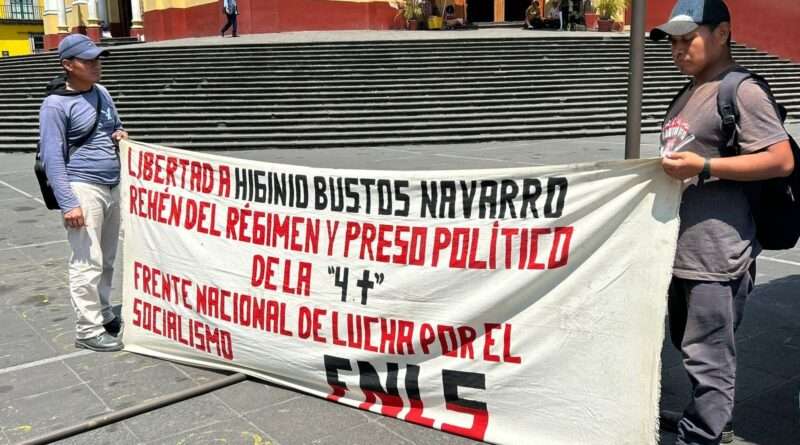 LIBERTAD A HIGINIO BUSTOS NAVARRO
REHÉN DEL RÉGIMEN Y PRESO POLÍTICO
DE LA "4t"
FRENTE NACIONAL DE LUCHA POR EL
SOCIALISMO
FNLS